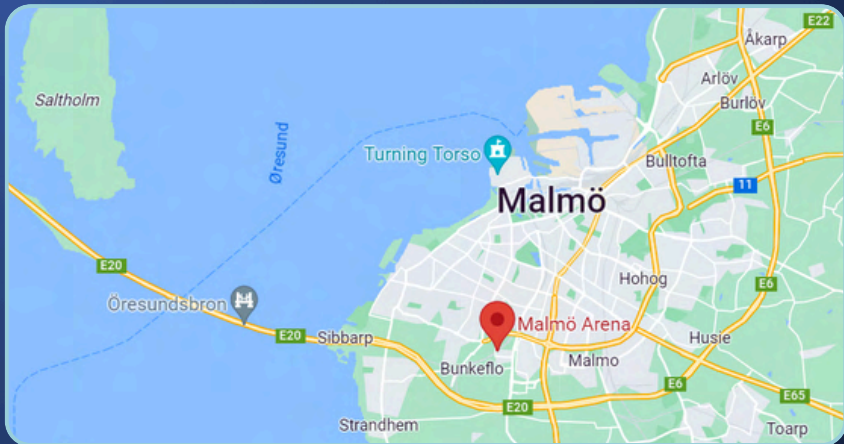 E22
Åkarp
Arlöv
Saltholm
Burlöv
E6
Øresund
Turning Torso
Bulltofta
11
Malmö
E20
Hohog
E6
Öresundsbron
Malmö Arena
E20
Sibbarp
Husie
Malmo
Bunkeflo
E6
E65
E20
Strandhem
Toarp